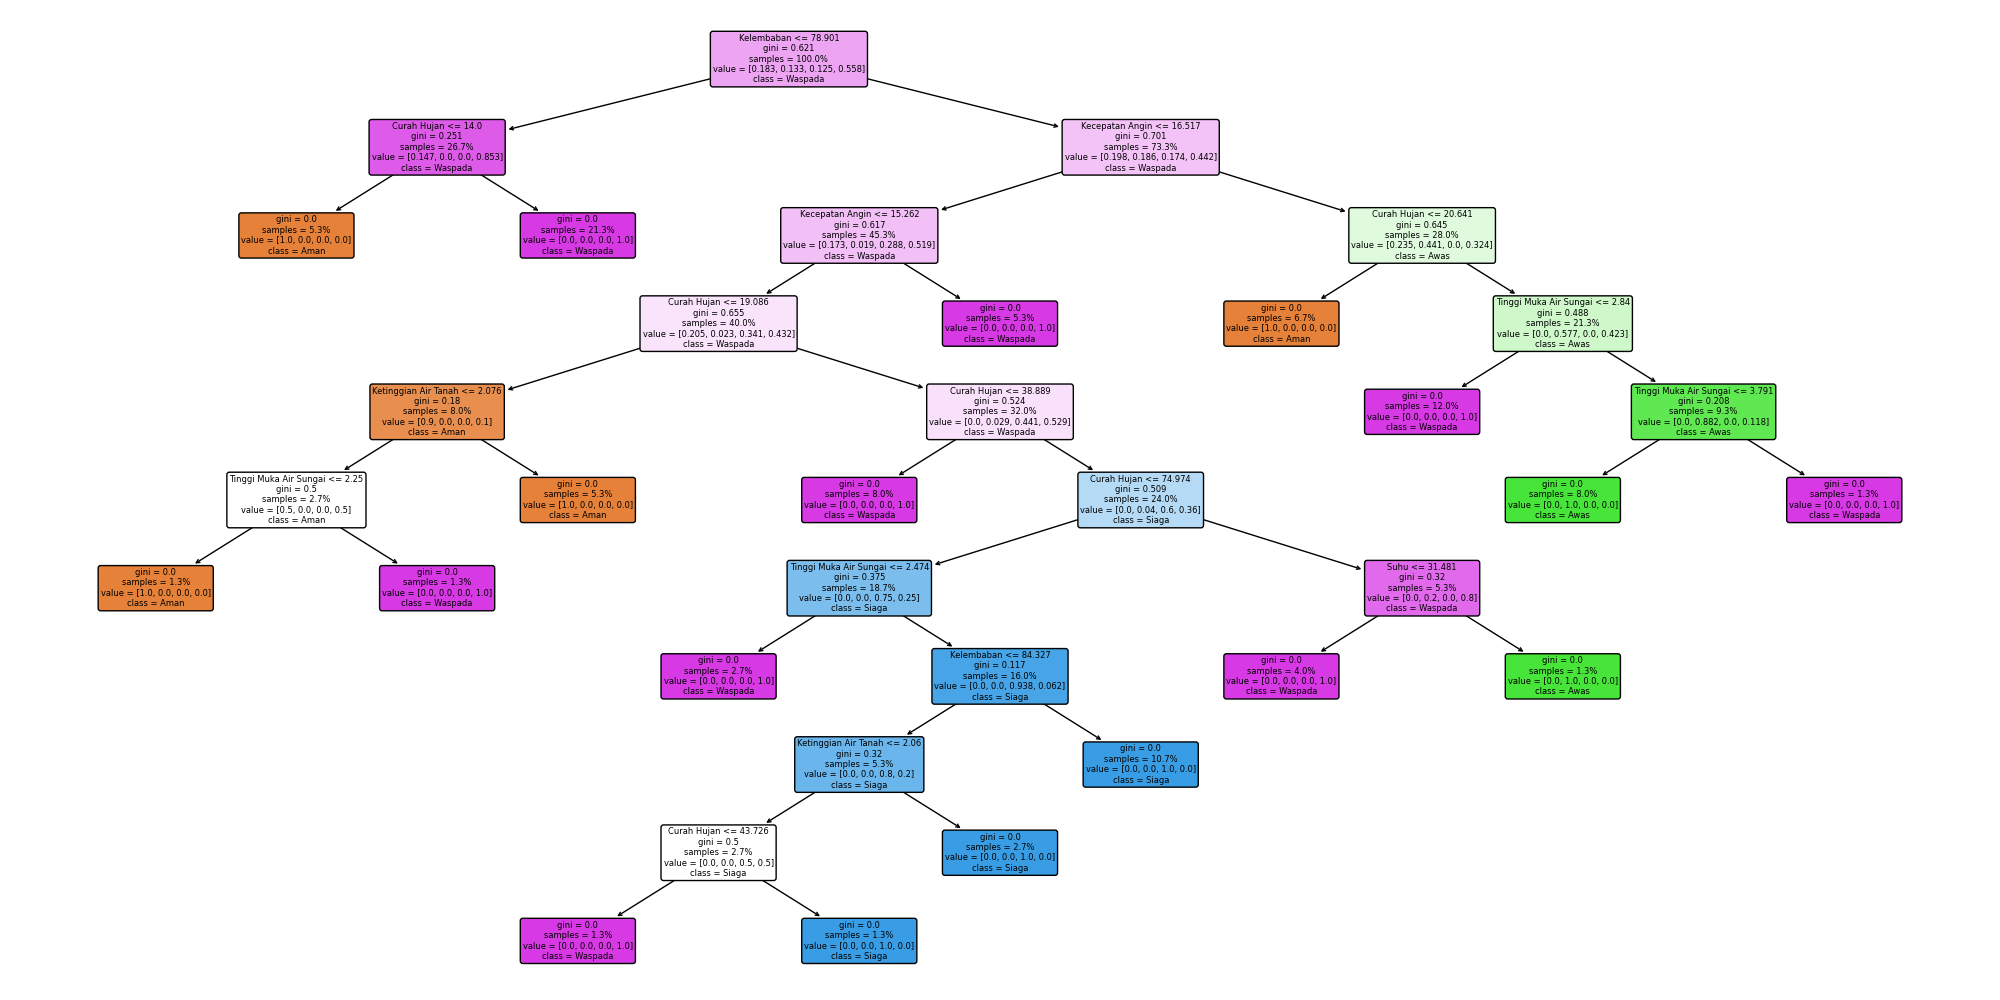 Kelembaban <= 78.901
gini = 0.621
samples = 100.0%
value = [0.183, 0.133, 0.125, 0.558]
class = Waspada
Curah Hujan <= 14.0
gini = 0.251
samples = 26.7%
value = [0.147, 0.0, 0.0, 0.853]
class = Waspada
Kecepatan Angin <= 16.517
gini = 0.701
samples = 73.3%
value = [0.198, 0.186, 0.174, 0.442]
class = Waspada
gini = 0.0
samples = 5.3%
value = [1.0, 0.0, 0.0, 0.0]
class = Aman
gini = 0.0
samples = 21.3%
value = [0.0, 0.0, 0.0, 1.0]
class = Waspada
Kecepatan Angin <= 15.262
gini = 0.617
samples = 45.3%
value = [0.173, 0.019, 0.288, 0.519]
class = Waspada
Curah Hujan <= 20.641
gini = 0.645
samples = 28.0%
value = [0.235, 0.441, 0.0, 0.324]
class = Awas
Curah Hujan <= 19.086
gini = 0.655
samples = 40.0%
value = [0.205, 0.023, 0.341, 0.432]
class = Waspada
gini = 0.0
samples = 5.3%
value = [0.0, 0.0, 0.0, 1.0]
class = Waspada
gini = 0.0
samples = 6.7%
value = [1.0, 0.0, 0.0, 0.0]
class = Aman
Tinggi Muka Air Sungai <= 2.84
gini = 0.488
samples = 21.3%
value = [0.0, 0.577, 0.0, 0.423]
class = Awas
Ketinggian Air Tanah <= 2.076
gini = 0.18
samples = 8.0%
value = [0.9, 0.0, 0.0, 0.1]
class = Aman
Curah Hujan <= 38.889
gini = 0.524
samples = 32.0%
value = [0.0, 0.029, 0.441, 0.529]
class = Waspada
gini = 0.0
samples = 12.0%
value = [0.0, 0.0, 0.0, 1.0]
class = Waspada
Tinggi Muka Air Sungai <= 3.791
gini = 0.208
samples = 9.3%
value = [0.0, 0.882, 0.0, 0.118]
class = Awas
Tinggi Muka Air Sungai <= 2.25
gini = 0.5
samples = 2.7%
value = [0.5, 0.0, 0.0, 0.5]
class = Aman
gini = 0.0
samples = 5.3%
value = [1.0, 0.0, 0.0, 0.0]
class = Aman
gini = 0.0
samples = 8.0%
value = [0.0, 0.0, 0.0, 1.0]
class = Waspada
Curah Hujan <= 74.974
gini = 0.509
samples = 24.0%
value = [0.0, 0.04, 0.6, 0.36]
class = Siaga
gini = 0.0
samples = 8.0%
value = [0.0, 1.0, 0.0, 0.0]
class = Awas
gini = 0.0
samples = 1.3%
value = [0.0, 0.0, 0.0, 1.0]
class = Waspada
gini = 0.0
samples = 1.3%
value = [1.0, 0.0, 0.0, 0.0]
class = Aman
gini = 0.0
samples = 1.3%
value = [0.0, 0.0, 0.0, 1.0]
class = Waspada
Tinggi Muka Air Sungai <= 2.474
gini = 0.375
samples = 18.7%
value = [0.0, 0.0, 0.75, 0.25]
class = Siaga
Suhu <= 31.481
gini = 0.32
samples = 5.3%
value = [0.0, 0.2, 0.0, 0.8]
class = Waspada
gini = 0.0
samples = 2.7%
value = [0.0, 0.0, 0.0, 1.0]
class = Waspada
Kelembaban <= 84.327
gini = 0.117
samples = 16.0%
value = [0.0, 0.0, 0.938, 0.062]
class = Siaga
gini = 0.0
samples = 4.0%
value = [0.0, 0.0, 0.0, 1.0]
class = Waspada
gini = 0.0
samples = 1.3%
value = [0.0, 1.0, 0.0, 0.0]
class = Awas
Ketinggian Air Tanah <= 2.06
gini = 0.32
samples = 5.3%
value = [0.0, 0.0, 0.8, 0.2]
class = Siaga
gini = 0.0
samples = 10.7%
value = [0.0, 0.0, 1.0, 0.0]
class = Siaga
Curah Hujan <= 43.726
gini = 0.5
samples = 2.7%
value = [0.0, 0.0, 0.5, 0.5]
class = Siaga
gini = 0.0
samples = 2.7%
value = [0.0, 0.0, 1.0, 0.0]
class = Siaga
gini = 0.0
samples = 1.3%
value = [0.0, 0.0, 0.0, 1.0]
class = Waspada
gini = 0.0
samples = 1.3%
value = [0.0, 0.0, 1.0, 0.0]
class = Siaga